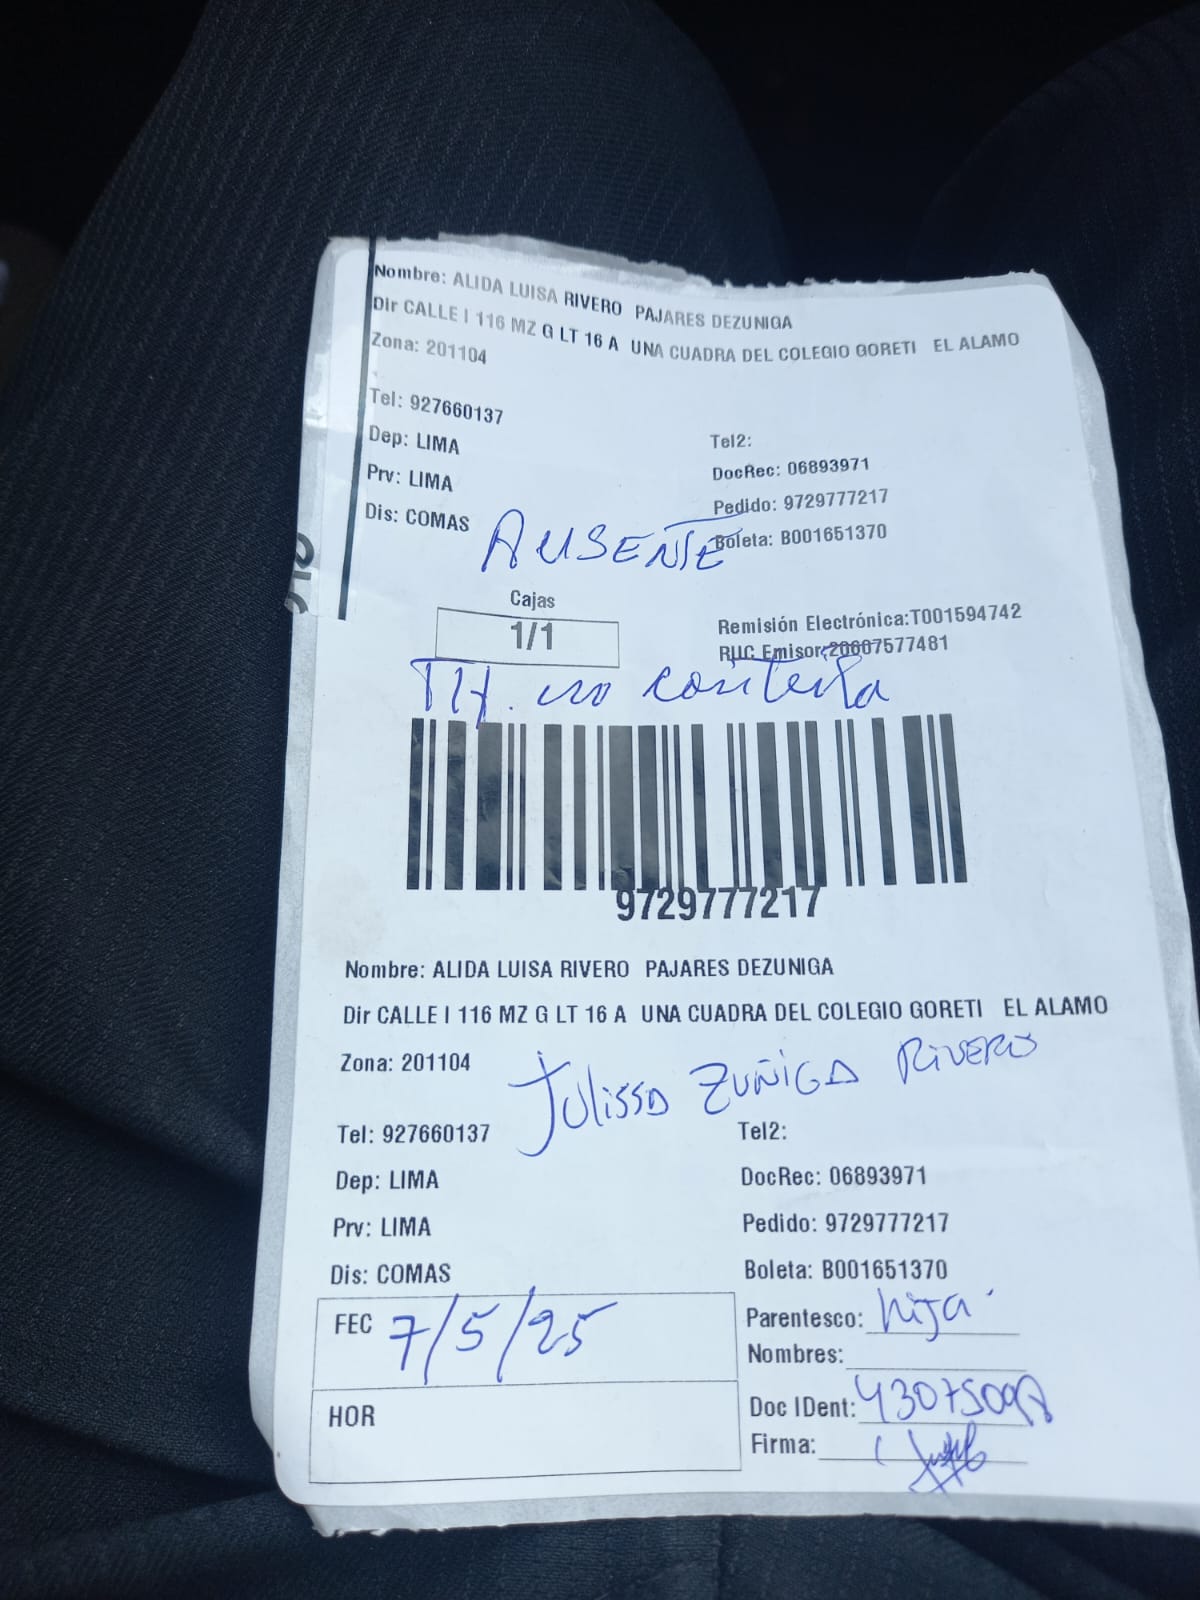 Nombre: ALIDA LUISA RIVERO PAJARES DEZUNIGA
Dir CALLE I 116 MZ G LT 16 A UNA CUADRA DEL COLEGIO GORETI EL ALAMO
Zona: 201104
Tel: 927660137
Tel2:
Dep: LIMA
DocRec: 06893971
Prv: LIMA
Pedido: 9729777217
Dis: COMAS
Boleta: B001651370
AUSENTE
Cajas
1/1
Remisión Electrónica:T001594742
RUC Emisor:20607577481
no contesta
9729777217
Nombre: ALIDA LUISA RIVERO PAJARES DEZUNIGA
Dir CALLE I 116 MZ G LT 16 A UNA CUADRA DEL COLEGIO GORETI EL ALAMO
Zona: 201104
Julissa ZUÑIGA RIVERO
Tel: 927660137
Tel2:
Dep: LIMA
DocRec: 06893971
Prv: LIMA
Pedido: 9729777217
Dis: COMAS
Boleta: B001651370
FEC 7/5/25
Parentesco: hija
Nombres:
HOR
Doc IDent:
Firma: